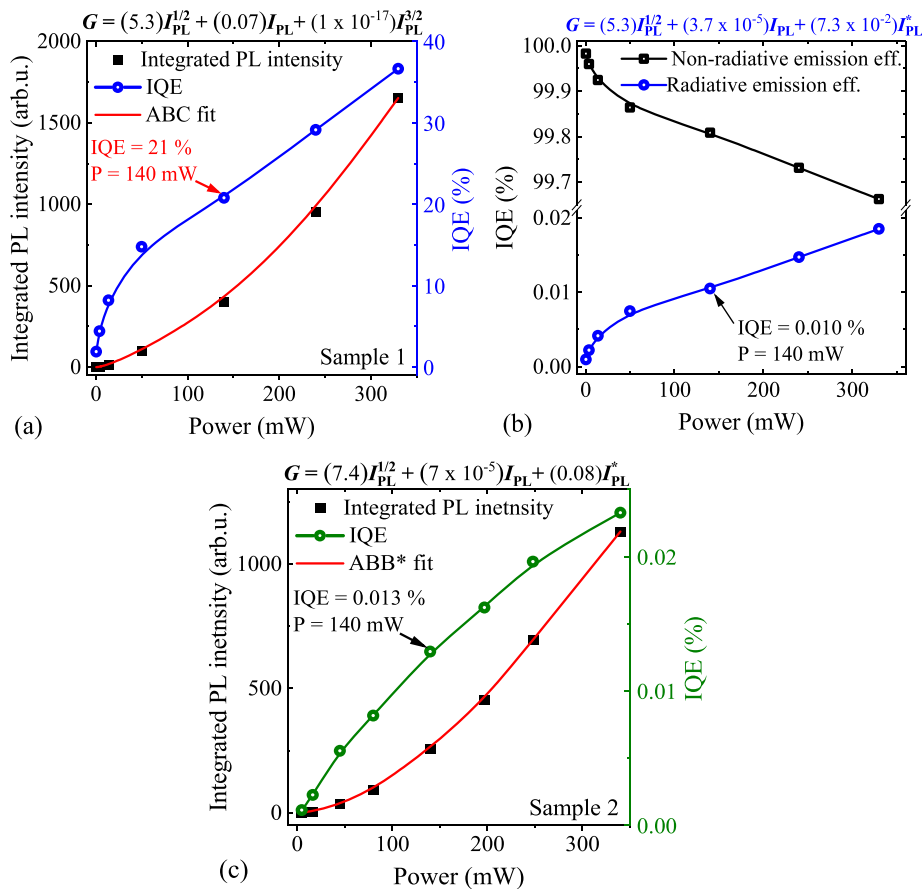 G = (5.3)I_PL^1/2 + (0.07)I_PL + (1 x 10^-17)I_PL^3/2
Integrated PL intensity (arb.u.)
2000
1500
1000
500
0
Integrated PL intensity
IQE
ABC fit
IQE = 21 %
P = 140 mW
Sample 1
40
30
20
10
0
IQE (%)
0
100
200
300
Power (mW)
(a)
G = (5.3)I_PL^1/2 + (3.7 x 10^-5)I_PL + (7.3 x 10^-2)I_PL^*
IQE (%)
100.0
99.9
99.8
99.7
0.02
0.01
0.00
Non-radiative emission eff.
Radiative emission eff.
IQE = 0.010 %
P = 140 mW
0
100
200
300
Power (mW)
(b)
G = (7.4)I_PL^1/2 + (7 x 10^-5)I_PL + (0.08)I_PL^*
Integrated PL inetnsity (arb.u.)
1000
500
0
Integrated PL inetnsity
IQE
ABB* fit
IQE = 0.013 %
P = 140 mW
Sample 2
0.02
0.01
0.00
IQE (%)
0
100
200
300
Power (mW)
(c)